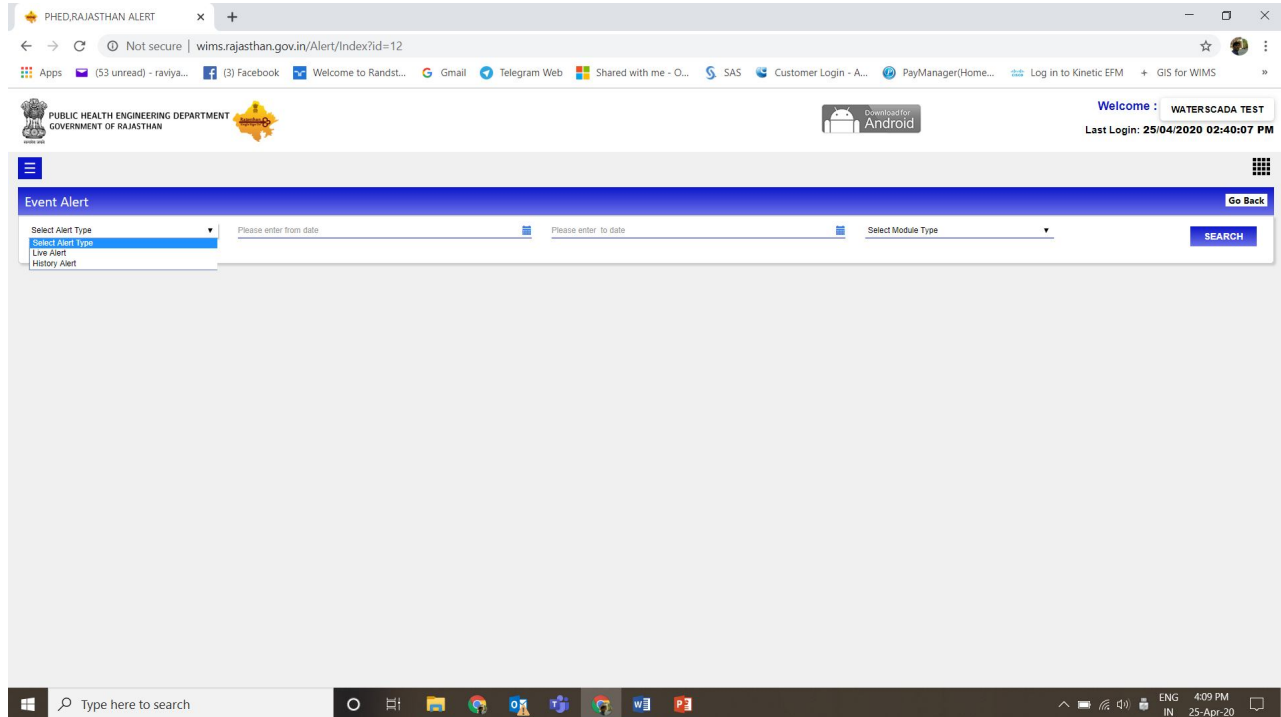 PHED,RAJASTHAN ALERT
Not secure | wims.rajasthan.gov.in/Alert/Index?id=12
Apps (53 unread) - raviya... (3) Facebook Welcome to Randst... Gmail Telegram Web Shared with me - O... SAS Customer Login - A... PayManager(Home... Log in to Kinetic EFM + GIS for WIMS »
PUBLIC HEALTH ENGINEERING DEPARTMENT
GOVERNMENT OF RAJASTHAN
Download for
Android
Welcome : WATERSCADA TEST
Last Login: 25/04/2020 02:40:07 PM
Event Alert Go Back
Select Alert Type Please enter from date Please enter to date Select Module Type SEARCH
Select Alert Type
Live Alert
History Alert
Type here to search
ENG 4:09 PM
IN 25-Apr-20